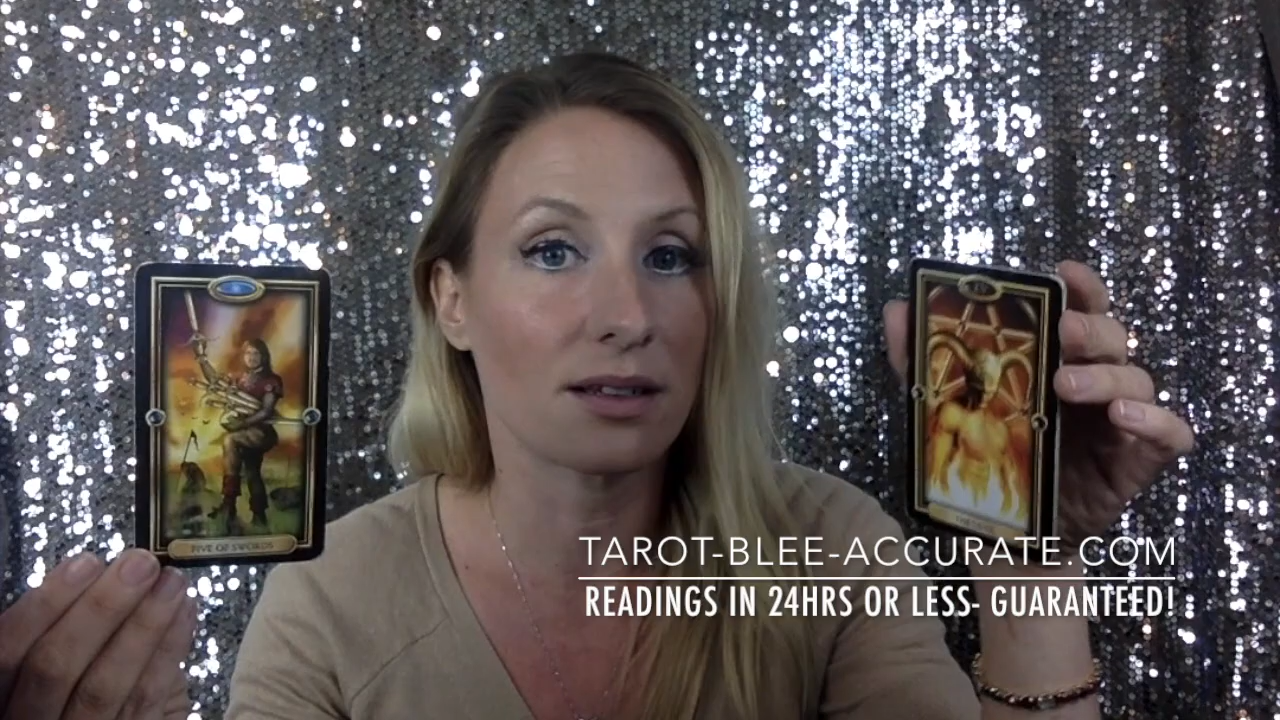 FIVE OF SWORDS
TAROT-BLEE-ACCURATE.COM
READINGS IN 24HRS OR LESS- GUARANTEED!